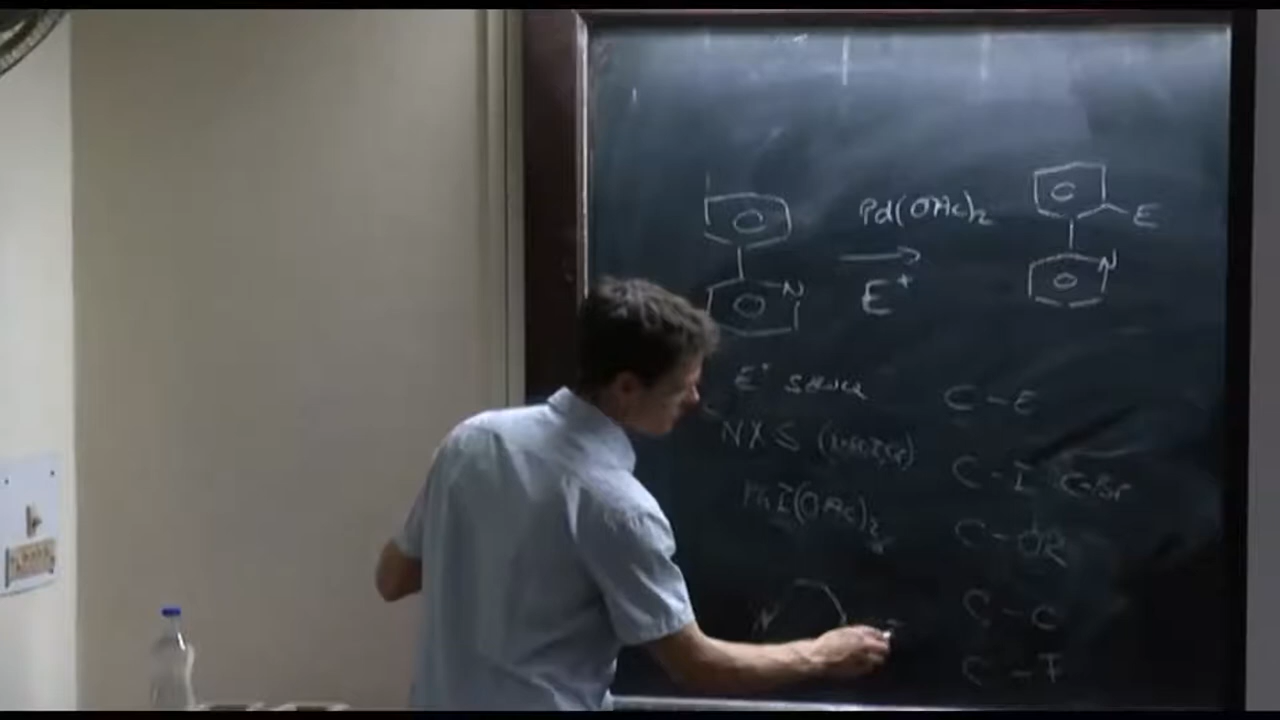 Pd(OAc)₂
E
N
N
E⁺
E⁺ source
C-E
NXS
C-I C-Br
PhI(OAc)₂
C-OR
C-C
N
C-F